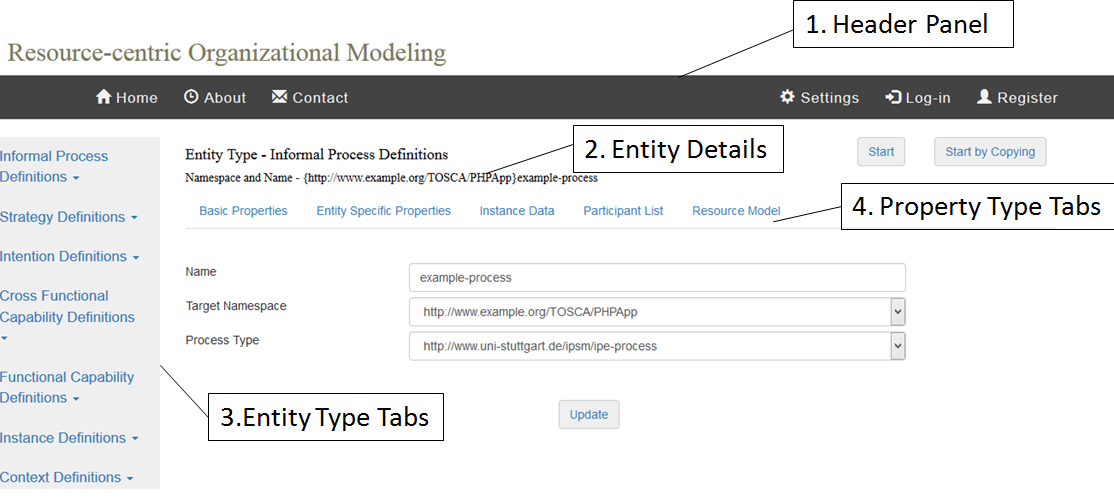 1. Header Panel
Resource-centric Organizational Modeling
Home About Contact Settings Log-in Register
Informal Process
Definitions
Strategy Definitions
Intention Definitions
Cross Functional
Capability Definitions
Functional Capability
Definitions
Instance Definitions
Context Definitions
Entity Type - Informal Process Definitions
2. Entity Details
Start Start by Copying
Namespace and Name - {http://www.example.org/TOSCA/PHPApp}example-process
Basic Properties Entity Specific Properties Instance Data Participant List Resource Model
4. Property Type Tabs
Name example-process
Target Namespace http://www.example.org/TOSCA/PHPApp
Process Type http://www.uni-stuttgart.de/ipsm/ipe-process
3.Entity Type Tabs
Update